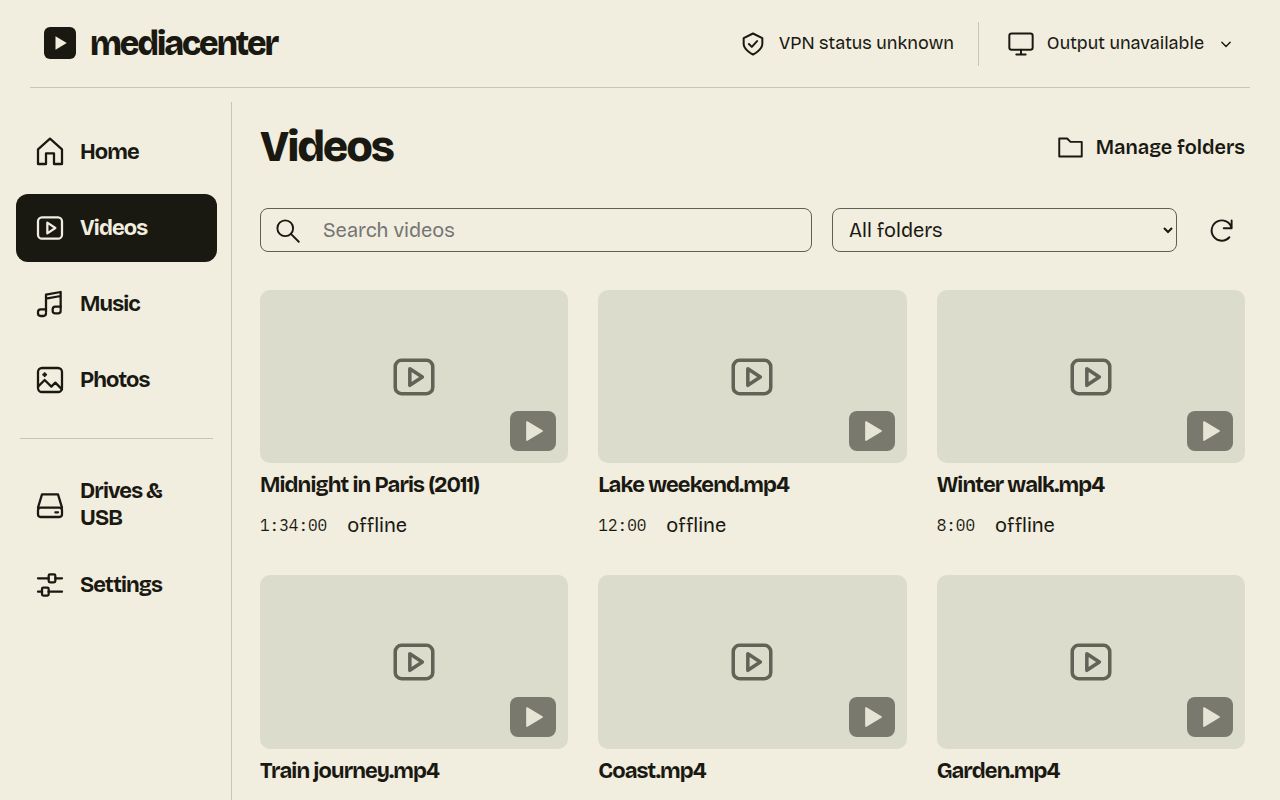 mediacenter
VPN status unknown
Output unavailable
Home
Videos
Music
Photos
Drives &
USB
Settings
Videos
Manage folders
Search videos
All folders
Midnight in Paris (2011)
1:34:00 offline
Lake weekend.mp4
12:00 offline
Winter walk.mp4
8:00 offline
Train journey.mp4
Coast.mp4
Garden.mp4